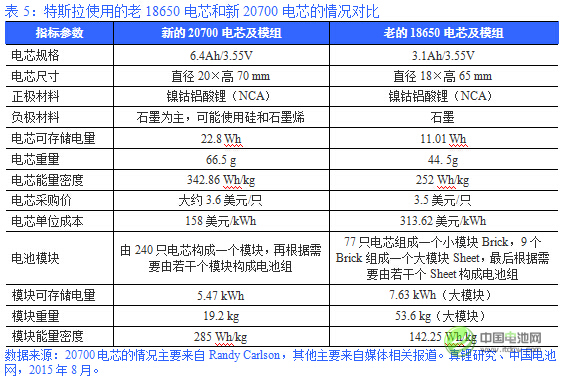 表 5：特斯拉使用的老 18650 电芯和新 20700 电芯的情况对比
指标参数 新的 20700 电芯及模组 老的 18650 电芯及模组
电芯规格 6.4Ah/3.55V 3.1Ah/3.55V
电芯尺寸 直径 20×高 70 mm 直径 18×高 65 mm
正极材料 镍钴铝酸锂（NCA） 镍钴铝酸锂（NCA）
负极材料 石墨为主，可能使用硅和石墨烯 石墨
电芯可存储电量 22.8 Wh 11.01 Wh
电芯重量 66.5 g 44. 5g
电芯能量密度 342.86 Wh/kg 252 Wh/kg
电芯采购价 大约 3.6 美元/只 3.5 美元/只
电芯单位成本 158 美元/kWh 313.62 美元/kWh
电池模块 由 240 只电芯构成一个模块，再根据需要由若干个模块构成电池组 77 只电芯组成一个小模块 Brick，9 个 Brick 组成一个大模块 Sheet，最后根据需要由若干个 Sheet 构成电池组
模块可存储电量 5.47 kWh 7.63 kWh（大模块）
模块重量 19.2 kg 53.6 kg（大模块）
模块能量密度 285 Wh/kg 142.25 Wh/kg
中国电池网
数据来源：20700 电芯的情况主要来自 Randy Carlson，其他主要来自媒体相关报道。真锂研究、中国电池
网，2015 年 8 月。